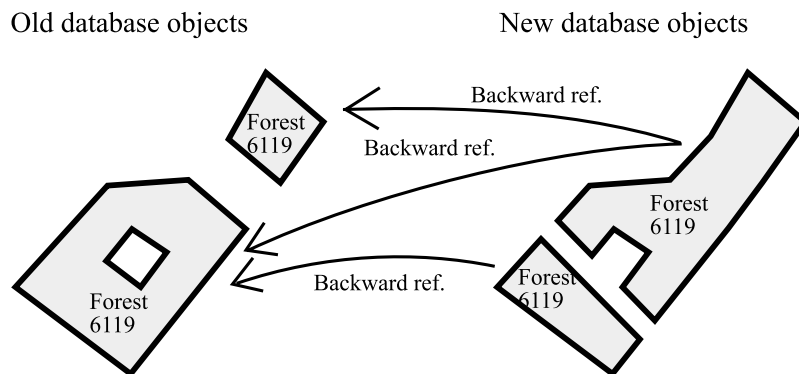 Old database objects
New database objects
Backward ref.
Forest
6119
Backward ref.
Forest
6119
Forest
6119
Backward ref.
Forest
6119